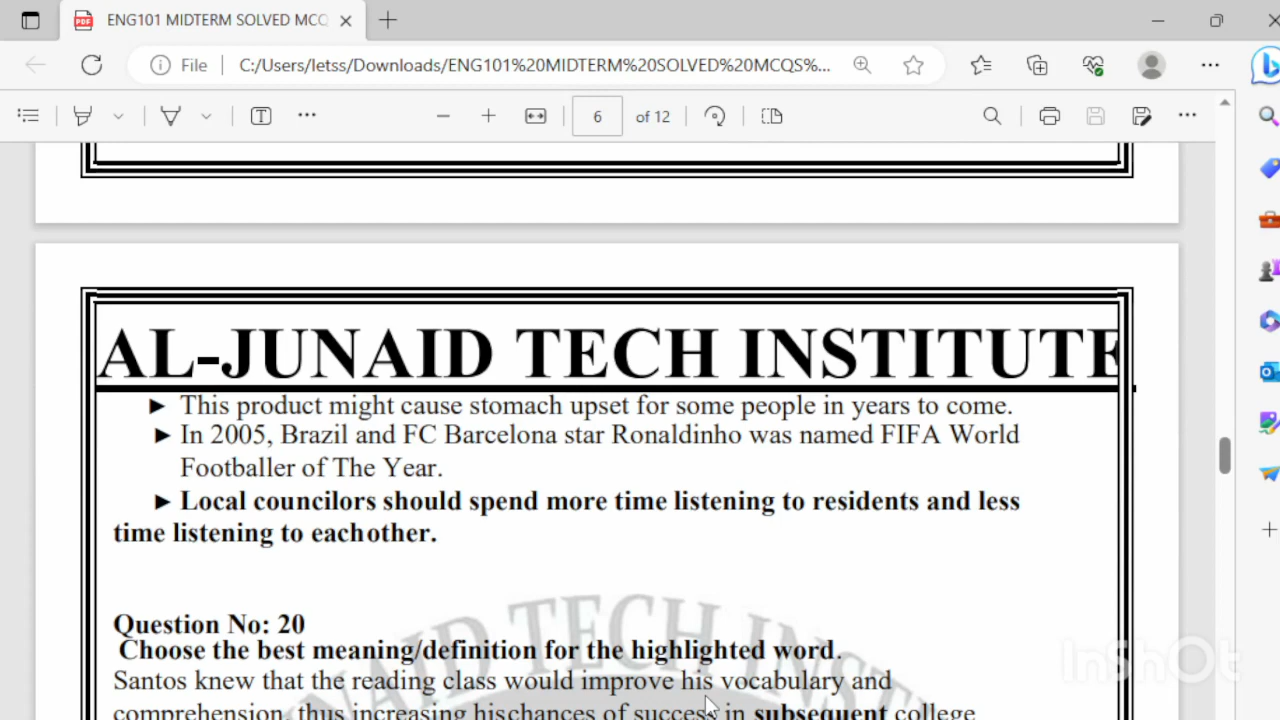 ENG101 MIDTERM SOLVED MCQ
File
C:/Users/letss/Downloads/ENG101%20MIDTERM%20SOLVED%20MCQS%...
6 of 12
AL-JUNAID TECH INSTITUTE
► This product might cause stomach upset for some people in years to come.
► In 2005, Brazil and FC Barcelona star Ronaldinho was named FIFA World
Footballer of The Year.
► Local councilors should spend more time listening to residents and less
time listening to eachother.
Question No: 20
Choose the best meaning/definition for the highlighted word.
Santos knew that the reading class would improve his vocabulary and
comprehension, thus increasing hischances of success in subsequent college
InShOt